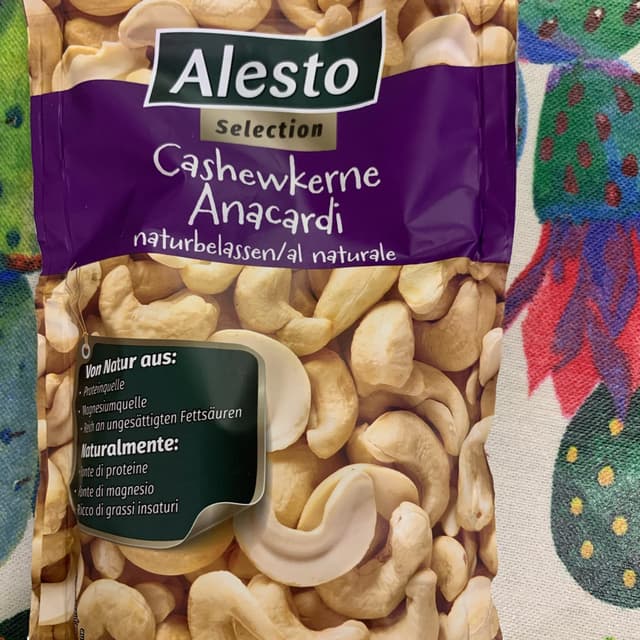 Alesto
Selection
Cashewkerne
Anacardi
naturbelassen/al naturale
Von Natur aus:
• Proteinquelle
• Magnesiumquelle
• Reich an ungesättigten Fettsäuren
Naturalmente:
Fonte di proteine
• Fonte di magnesio
Ricco di grassi insaturi